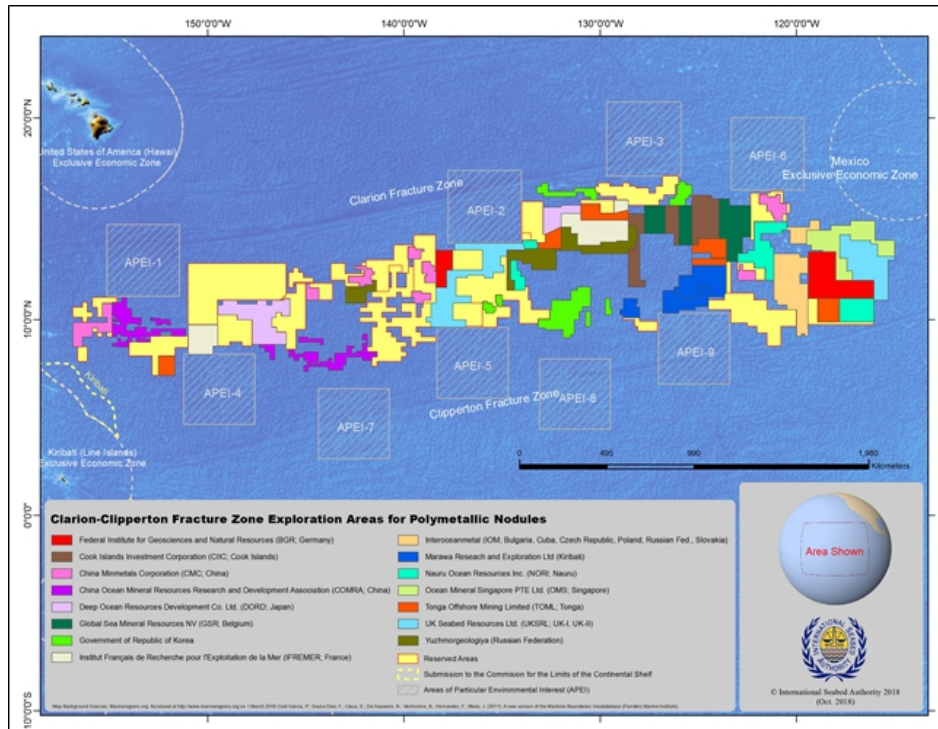 150°0'0"W
140°0'0"W
130°0'0"W
120°0'0"W
20°0'0"N
10°0'0"N
0°0'0"
10°0'0"S
United States of America (Hawai)
Exclusive Economic Zone
Mexico
Exclusive Economic Zone
Clarion Fracture Zone
Clipperton Fracture Zone
Kiribati
Kiribati (Line Islands)
Exclusive Economic Zone
APEI-1
APEI-2
APEI-3
APEI-6
APEI-4
APEI-5
APEI-7
APEI-8
APEI-9
0 495 990 1,980
Kilometers
Clarion-Clipperton Fracture Zone Exploration Areas for Polymetallic Nodules
Federal Institute for Geosciences and Natural Resources (BGR; Germany)
Cook Islands Investment Corporation (CIIC; Cook Islands)
China Minmetals Corporation (CMC; China)
China Ocean Mineral Resources Research and Development Association (COMRA; China)
Deep Ocean Resources Development Co. Ltd. (DORD; Japan)
Global Sea Mineral Resources NV (GSR; Belgium)
Government of Republic of Korea
Institut Français de Recherche pour l'Exploitation de la Mer (IFREMER; France)
Interoceanmetal (IOM; Bulgaria, Cuba, Czech Republic, Poland, Russian Fed., Slovakia)
Marawa Reseach and Exploration Ltd (Kiribati)
Nauru Ocean Resources Inc. (NORI; Nauru)
Ocean Mineral Singapore PTE Ltd. (OMS; Singapore)
Tonga Offshore Mining Limited (TOML; Tonga)
UK Seabed Resources Ltd. (UKSRL; UK-I, UK-II)
Yuzhmorgeologiya (Russian Federation)
Reserved Areas
Submission to the Commision for the Limits of the Continental Shelf
Areas of Particular Environmental Interest (APEI)
Area Shown
INTERNATIONAL SEABED AUTHORITY
© International Seabed Authority 2018
(Oct. 2018)